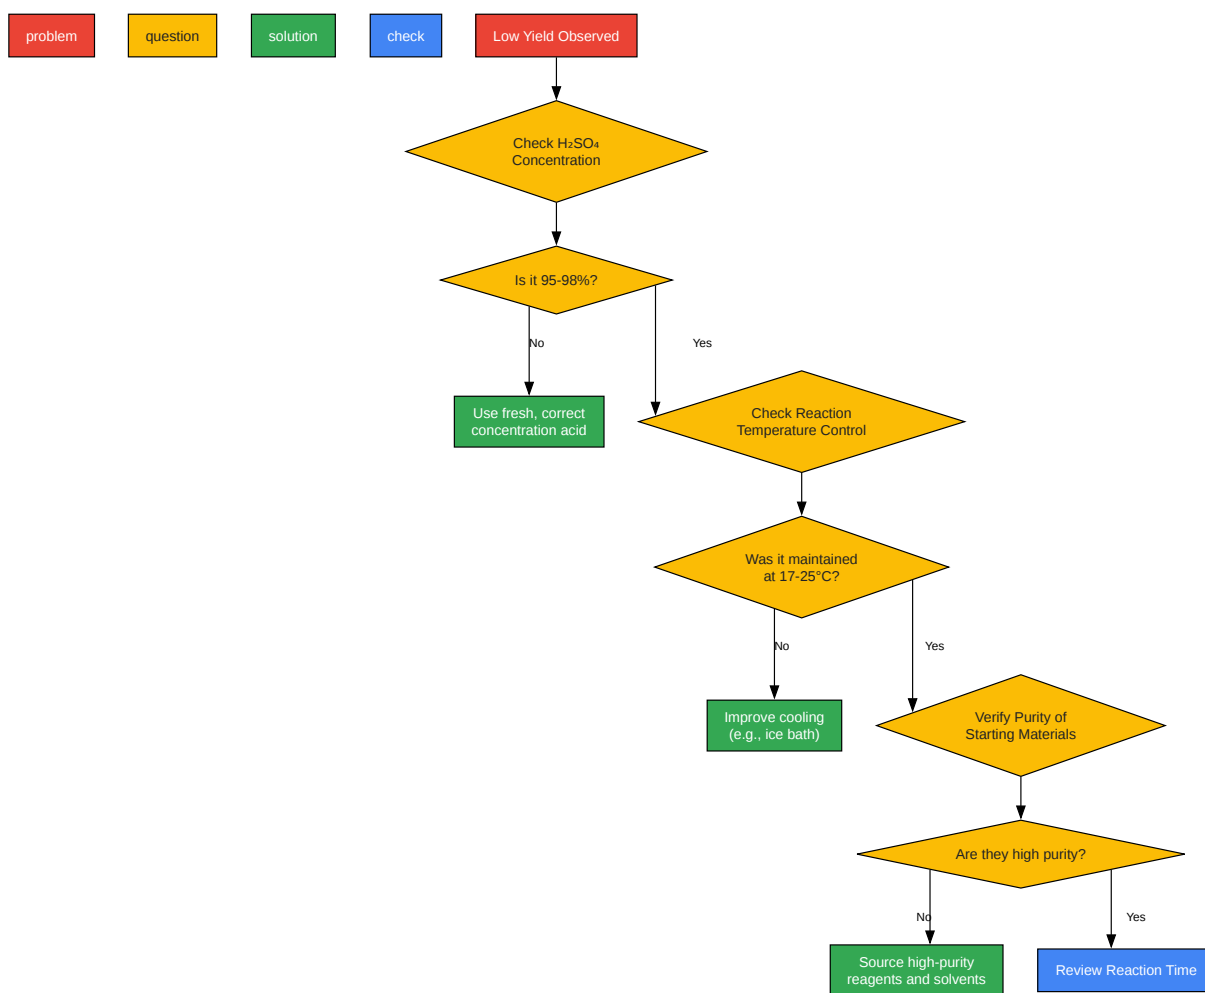 problem
question
solution
check
Low Yield Observed
Check H₂SO₄
Concentration
Is it 95-98%?
No
Yes
Use fresh, correct
concentration acid
Check Reaction
Temperature Control
Was it maintained
at 17-25°C?
No
Yes
Improve cooling
(e.g., ice bath)
Verify Purity of
Starting Materials
Are they high purity?
No
Yes
Source high-purity
reagents and solvents
Review Reaction Time